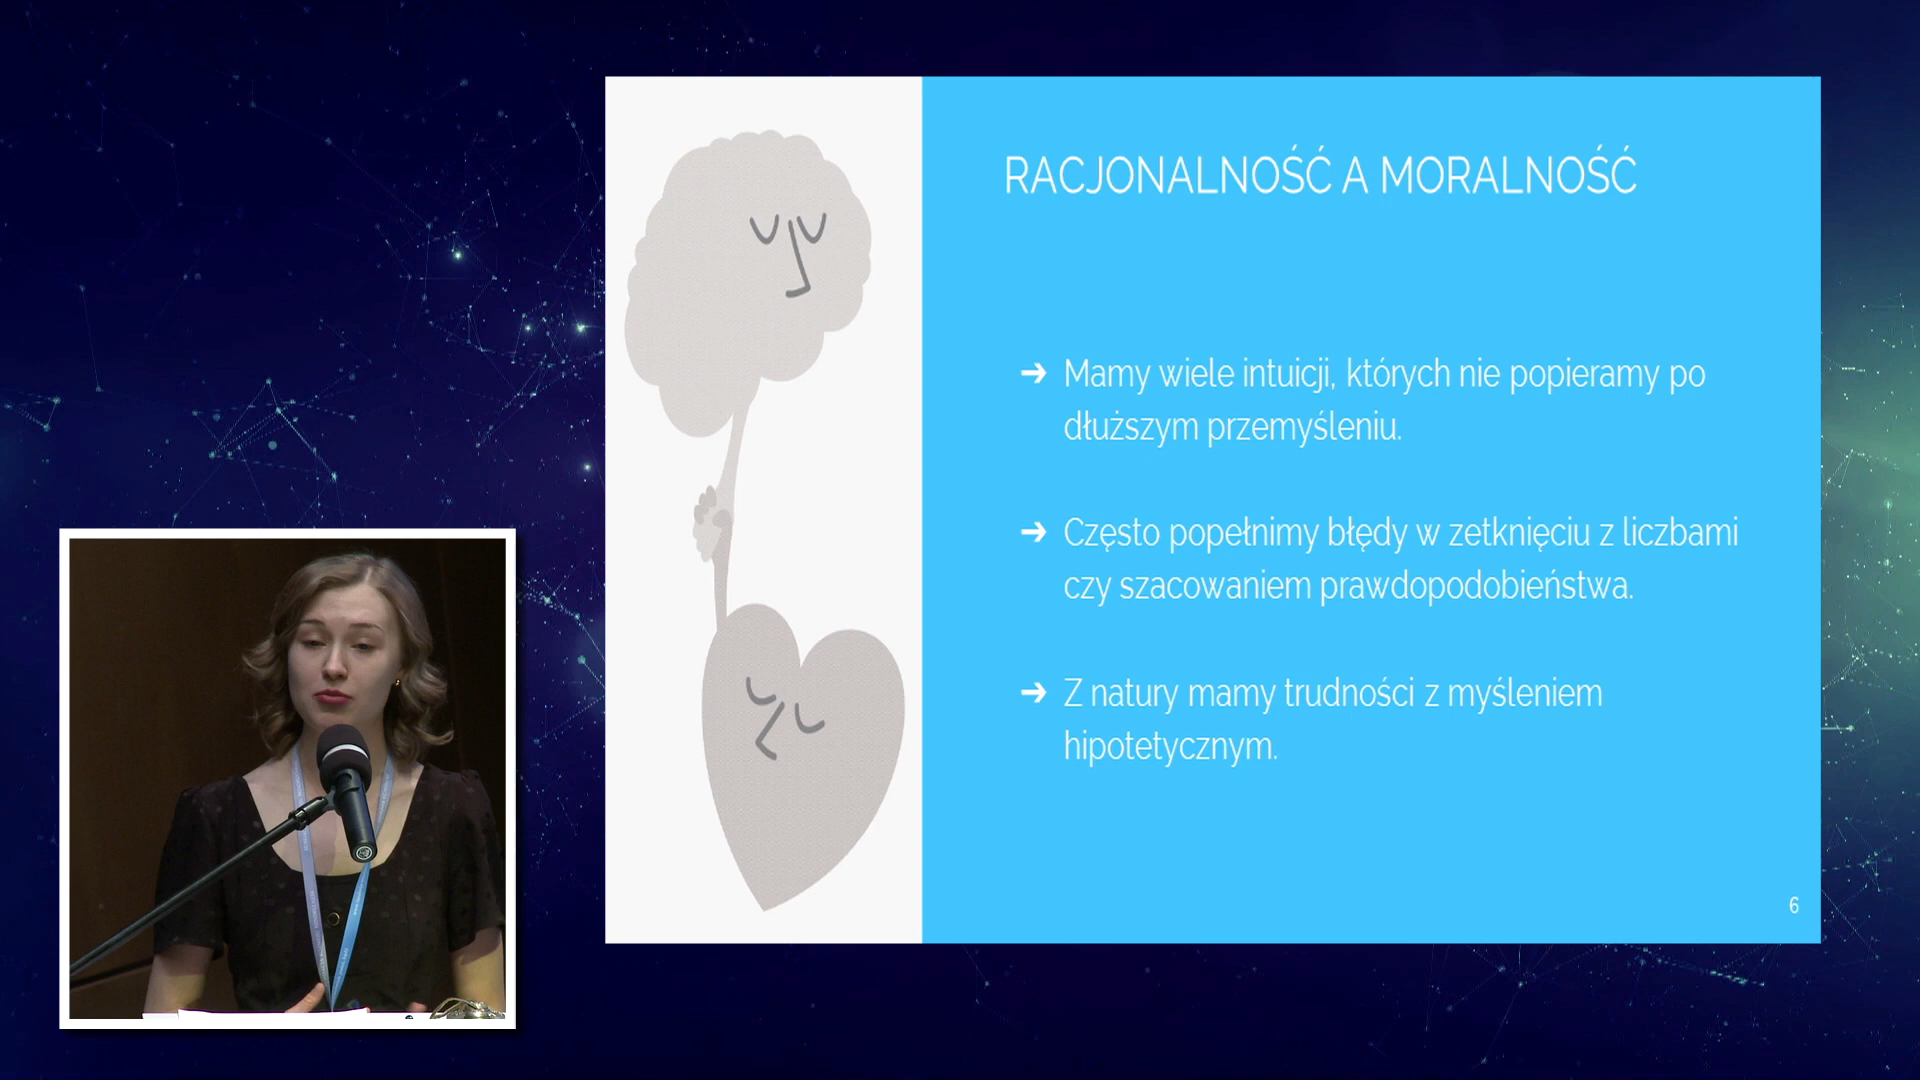 RACJONALNOŚĆ A MORALNOŚĆ
➔ Mamy wiele intuicji, których nie popieramy po
dłuższym przemyśleniu.
➔ Często popełnimy błędy w zetknięciu z liczbami
czy szacowaniem prawdopodobieństwa.
➔ Z natury mamy trudności z myśleniem
hipotetycznym.
6